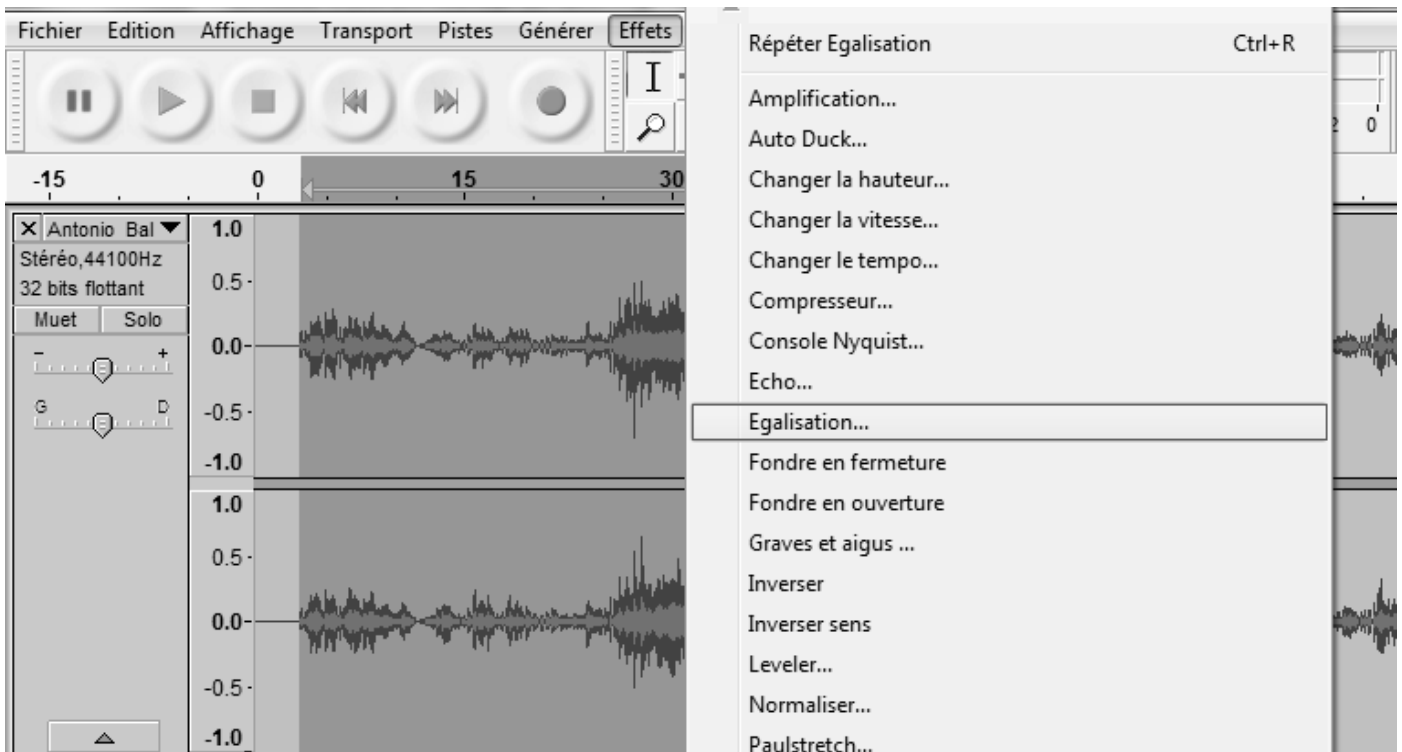 Fichier Edition Affichage Transport Pistes Générer Effets
Répéter Egalisation Ctrl+R
Amplification...
Auto Duck...
Changer la hauteur...
Changer la vitesse...
Changer le tempo...
Compresseur...
Console Nyquist...
Echo...
Egalisation...
Fondre en fermeture
Fondre en ouverture
Graves et aigus ...
Inverser
Inverser sens
Leveler...
Normaliser...
Paulstretch...
0
-15 0 15 30
X Antonio Bal
Stéréo,44100Hz
32 bits flottant
Muet Solo
- +
G D
1.0
0.5
0.0
-0.5
-1.0
1.0
0.5
0.0
-0.5
-1.0